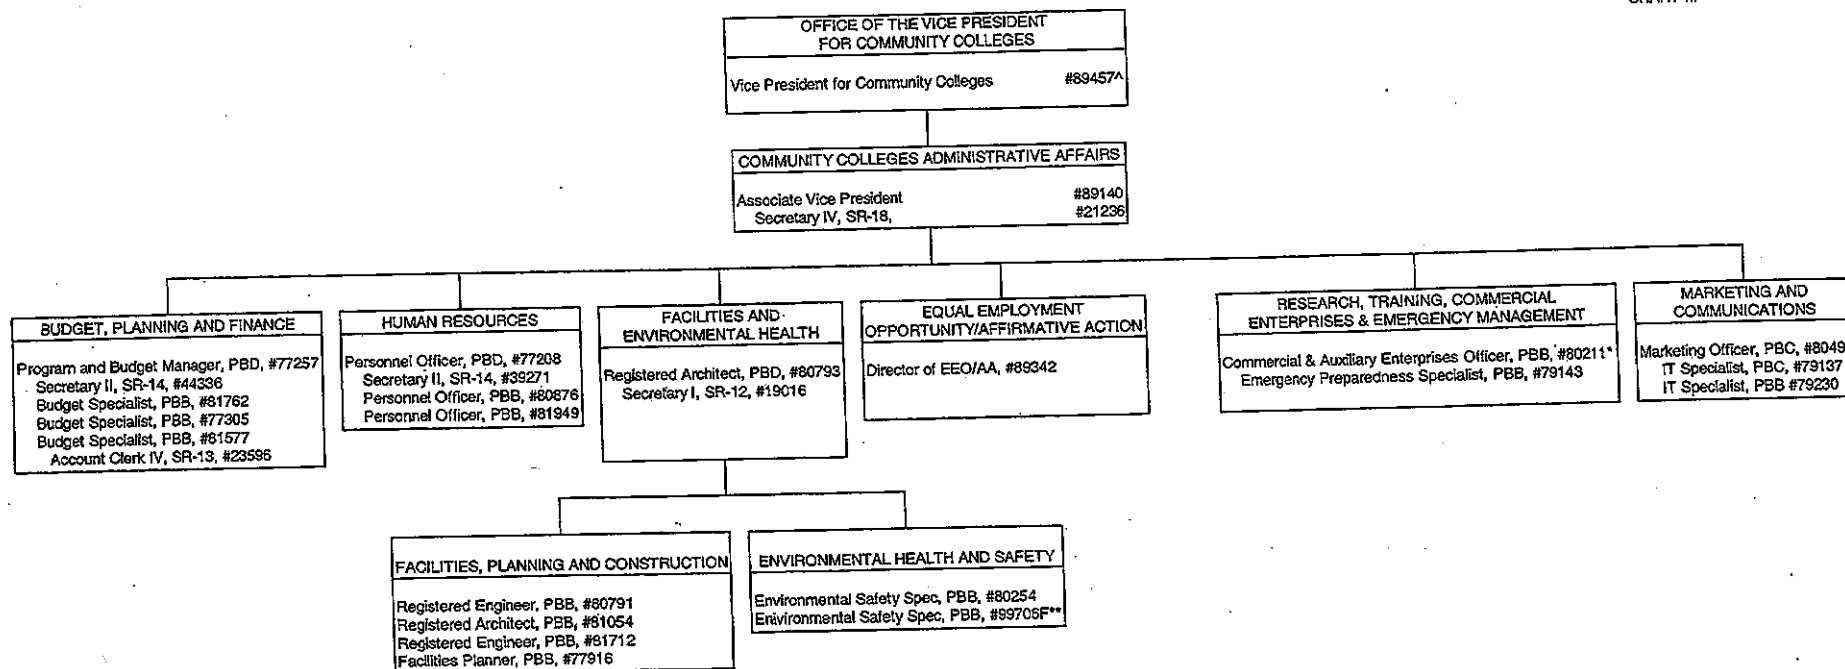 OFFICE OF THE VICE PRESIDENT
FOR COMMUNITY COLLEGES
Vice President for Community Colleges #89457^
COMMUNITY COLLEGES ADMINISTRATIVE AFFAIRS
Associate Vice President #89140
Secretary IV, SR-18, #21236
BUDGET, PLANNING AND FINANCE
Program and Budget Manager, PBD, #77257
Secretary II, SR-14, #44336
Budget Specialist, PBB, #81762
Budget Specialist, PBB, #77305
Budget Specialist, PBB, #81577
Account Clerk IV, SR-13, #23596
HUMAN RESOURCES
Personnel Officer, PBD, #77208
Secretary II, SR-14, #39271
Personnel Officer, PBB, #80876
Personnel Officer, PBB, #81949
FACILITIES AND
ENVIRONMENTAL HEALTH
Registered Architect, PBD, #80793
Secretary I, SR-12, #19016
EQUAL EMPLOYMENT
OPPORTUNITY/AFFIRMATIVE ACTION
Director of EEO/AA, #89342
RESEARCH, TRAINING, COMMERCIAL
ENTERPRISES & EMERGENCY MANAGEMENT
Commercial & Auxiliary Enterprises Officer, PBB, #80211*
Emergency Preparedness Specialist, PBB, #79143
MARKETING AND
COMMUNICATIONS
Marketing Officer, PBC, #8049
IT Specialist, PBC, #79137
IT Specialist, PBB #79230
FACILITIES, PLANNING AND CONSTRUCTION
Registered Engineer, PBB, #80791
Registered Architect, PBB, #81054
Registered Engineer, PBB, #81712
Facilities Planner, PBB, #77916
ENVIRONMENTAL HEALTH AND SAFETY
Environmental Safety Spec, PBB, #80254
Enivironmental Safety Spec, PBB, #99706F**